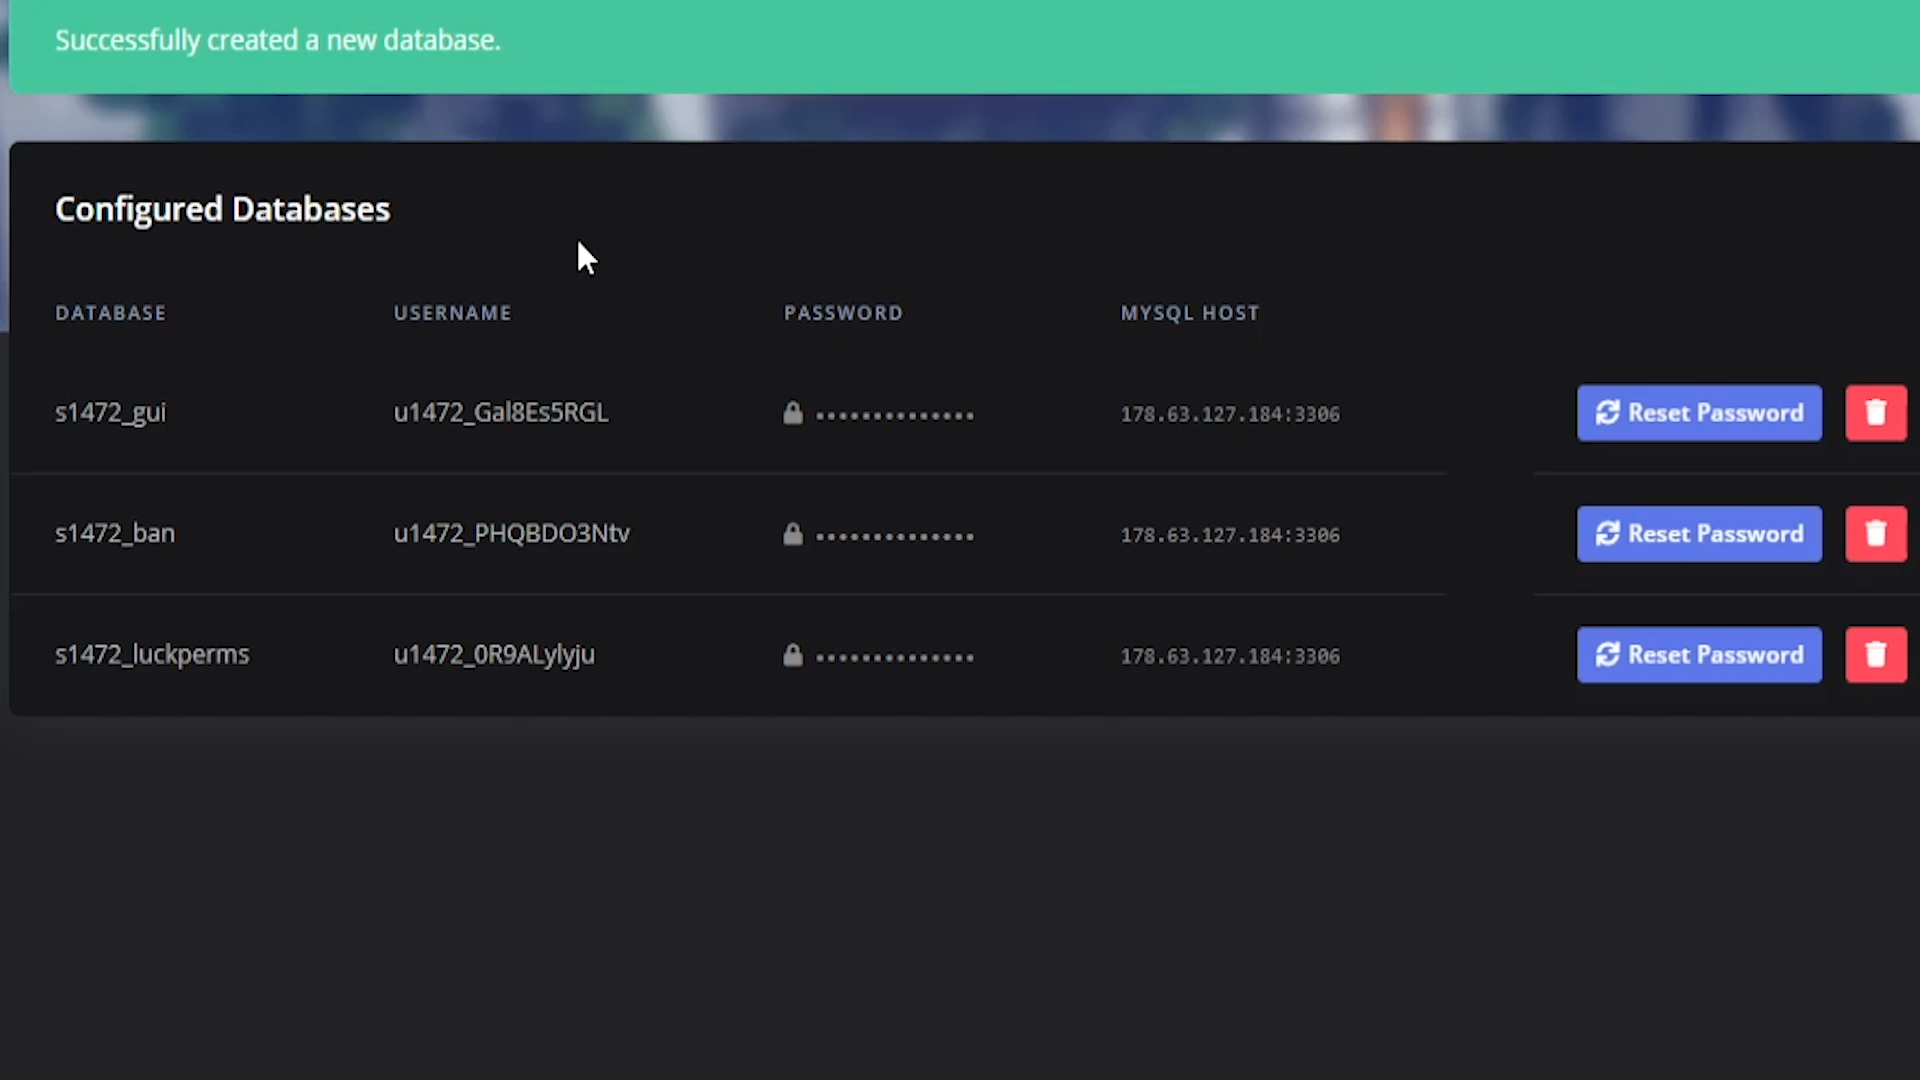 Successfully created a new database.
Configured Databases
DATABASE USERNAME PASSWORD MYSQL HOST
s1472_gui u1472_Gal8Es5RGL •••••••••••••• 178.63.127.184:3306 Reset Password
s1472_ban u1472_PHQBDO3Ntv •••••••••••••• 178.63.127.184:3306 Reset Password
s1472_luckperms u1472_0R9ALylyju •••••••••••••• 178.63.127.184:3306 Reset Password